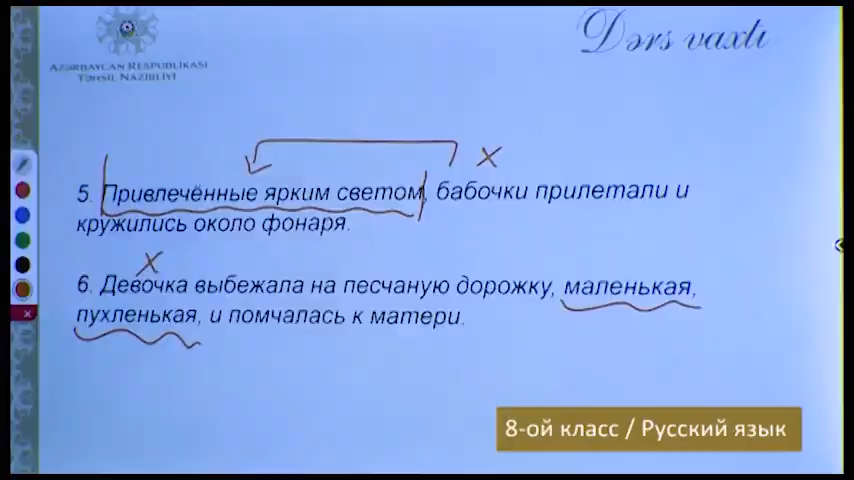 Dərs vaxtı
AZƏRBAYCAN RESPUBLİKASI
TƏHSİL NAZİRLİYİ
5. Привлечённые ярким светом, бабочки прилетали и
кружились около фонаря.
6. Девочка выбежала на песчаную дорожку, маленькая,
пухленькая, и помчалась к матери.
8-ой класс / Русский язык